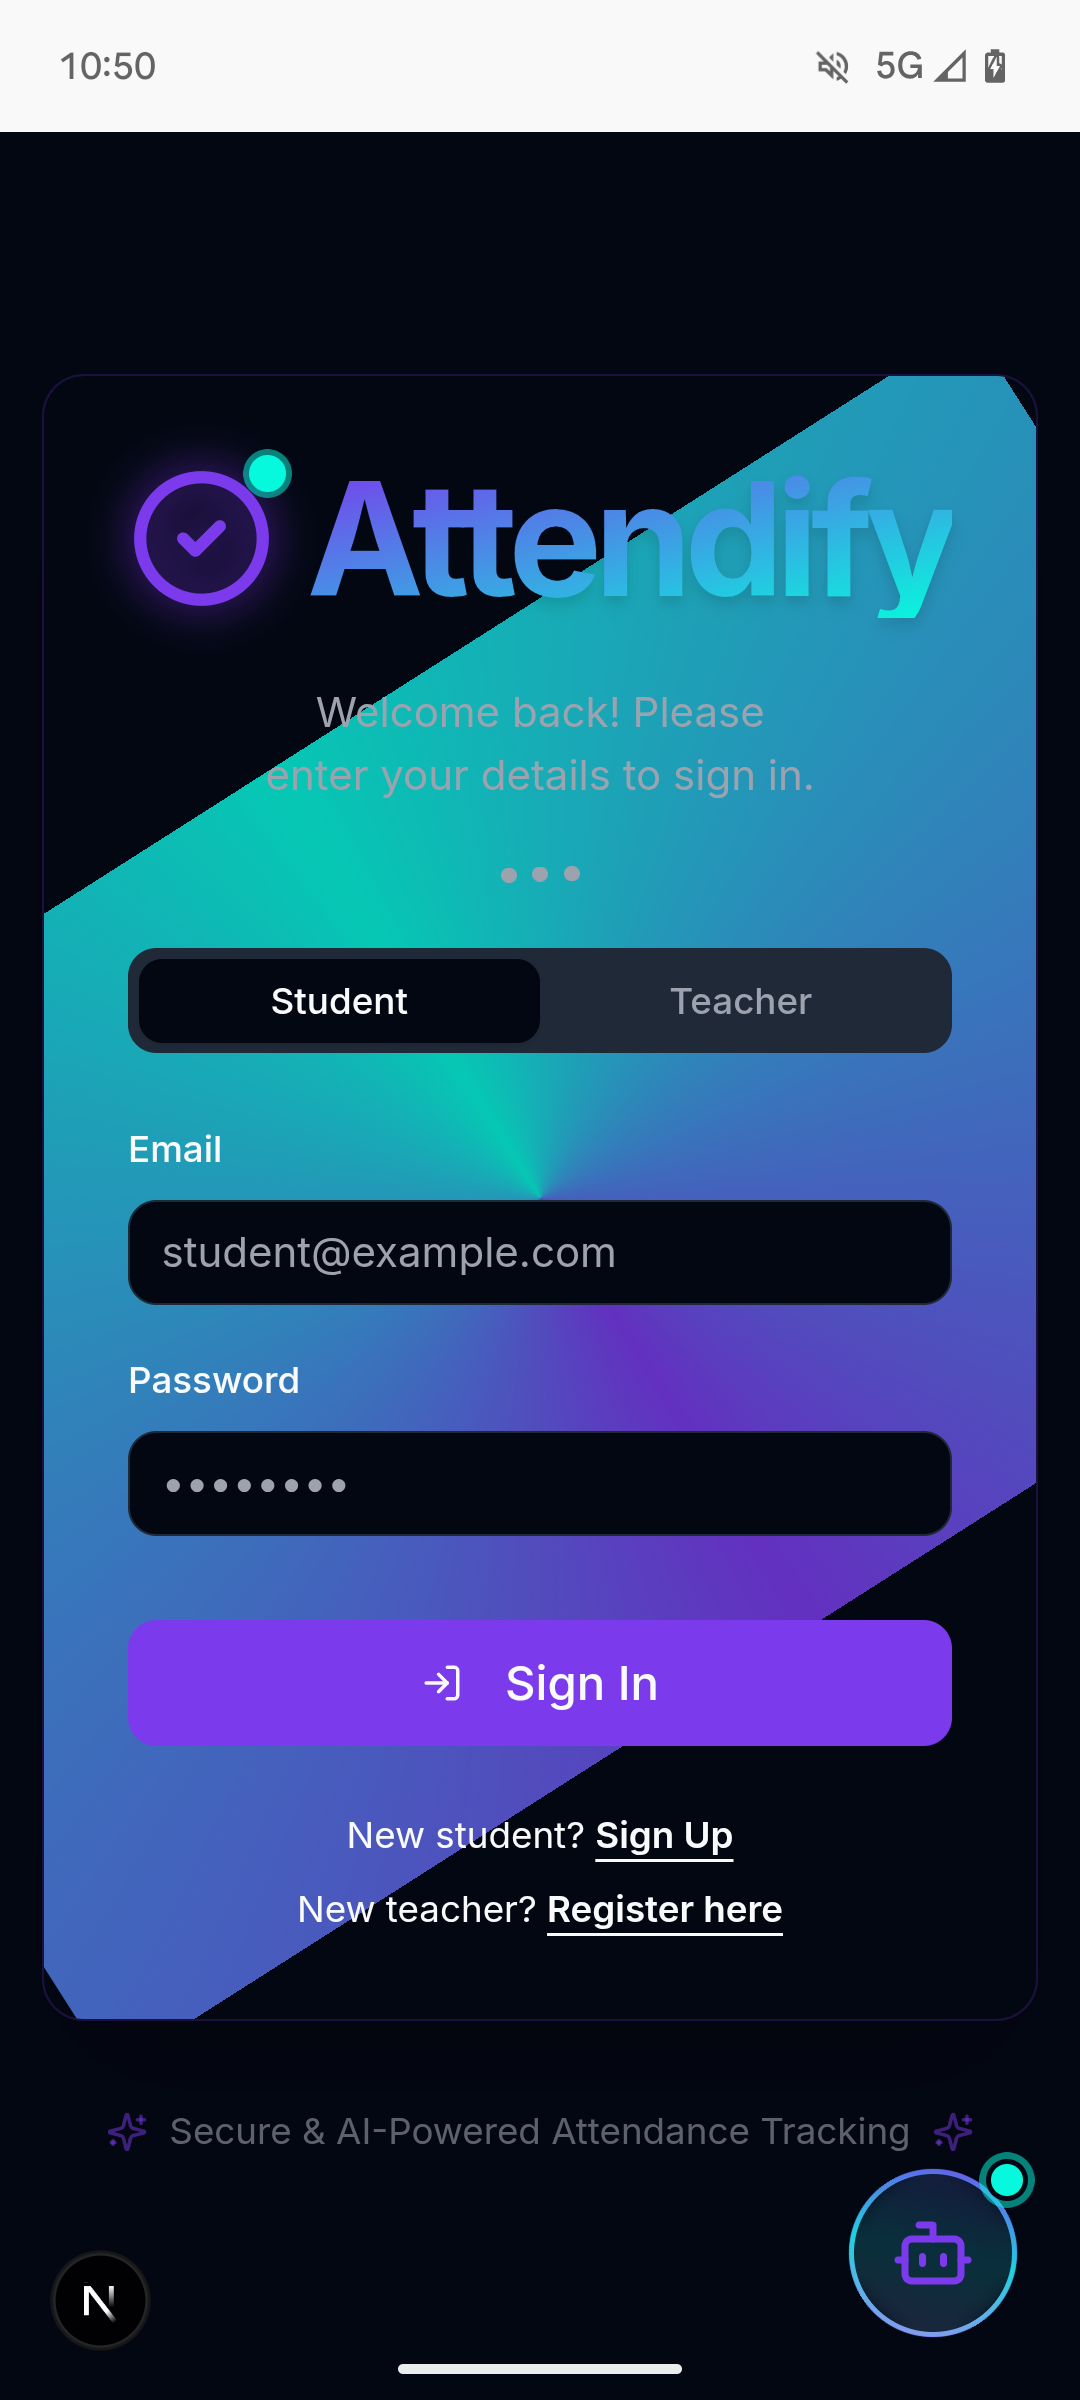 10:50
5G
Attendify
Welcome back! Please
enter your details to sign in.
Student
Teacher
Email
student@example.com
Password
••••••••
Sign In
New student? Sign Up
New teacher? Register here
Secure & AI-Powered Attendance Tracking
N